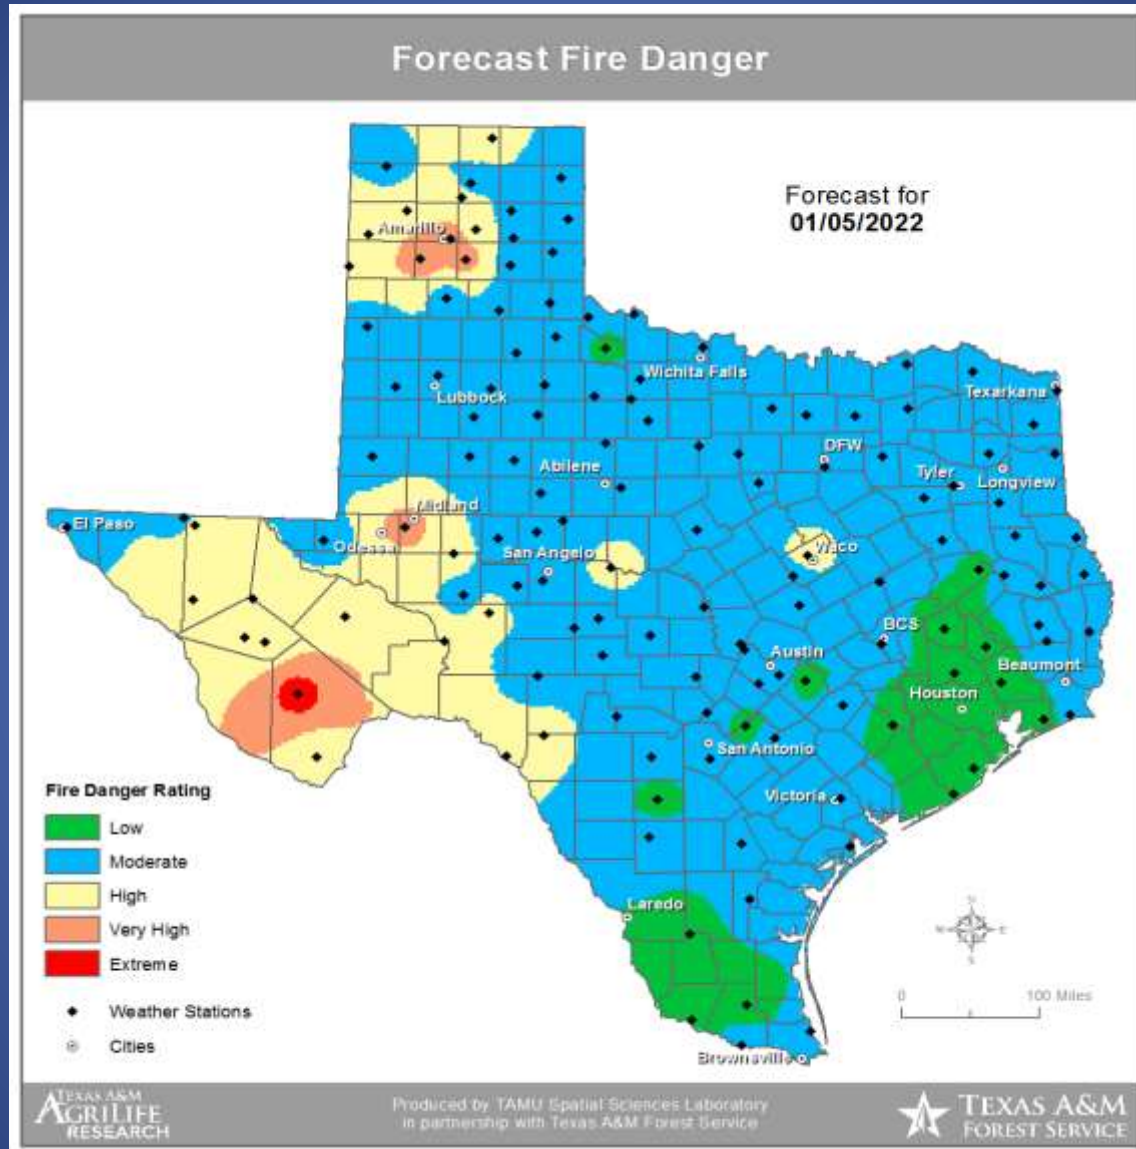 Forecast Fire Danger
Forecast for
01/05/2022
Amarillo
Wichita Falls
Lubbock
Texarkana
DFW
Abilene
Tyler
Longview
El Paso
Midland
Odessa
San Angelo
Waco
BCS
Austin
Beaumont
Houston
San Antonio
Victoria
Laredo
Brownsville
Fire Danger Rating
Low
Moderate
High
Very High
Extreme
Weather Stations
Cities
N
W E
S
0 100 Miles
TEXAS A&M
AGRILIFE
RESEARCH
Produced by TAMU Spatial Sciences Laboratory
in partnership with Texas A&M Forest Service
TEXAS A&M
FOREST SERVICE